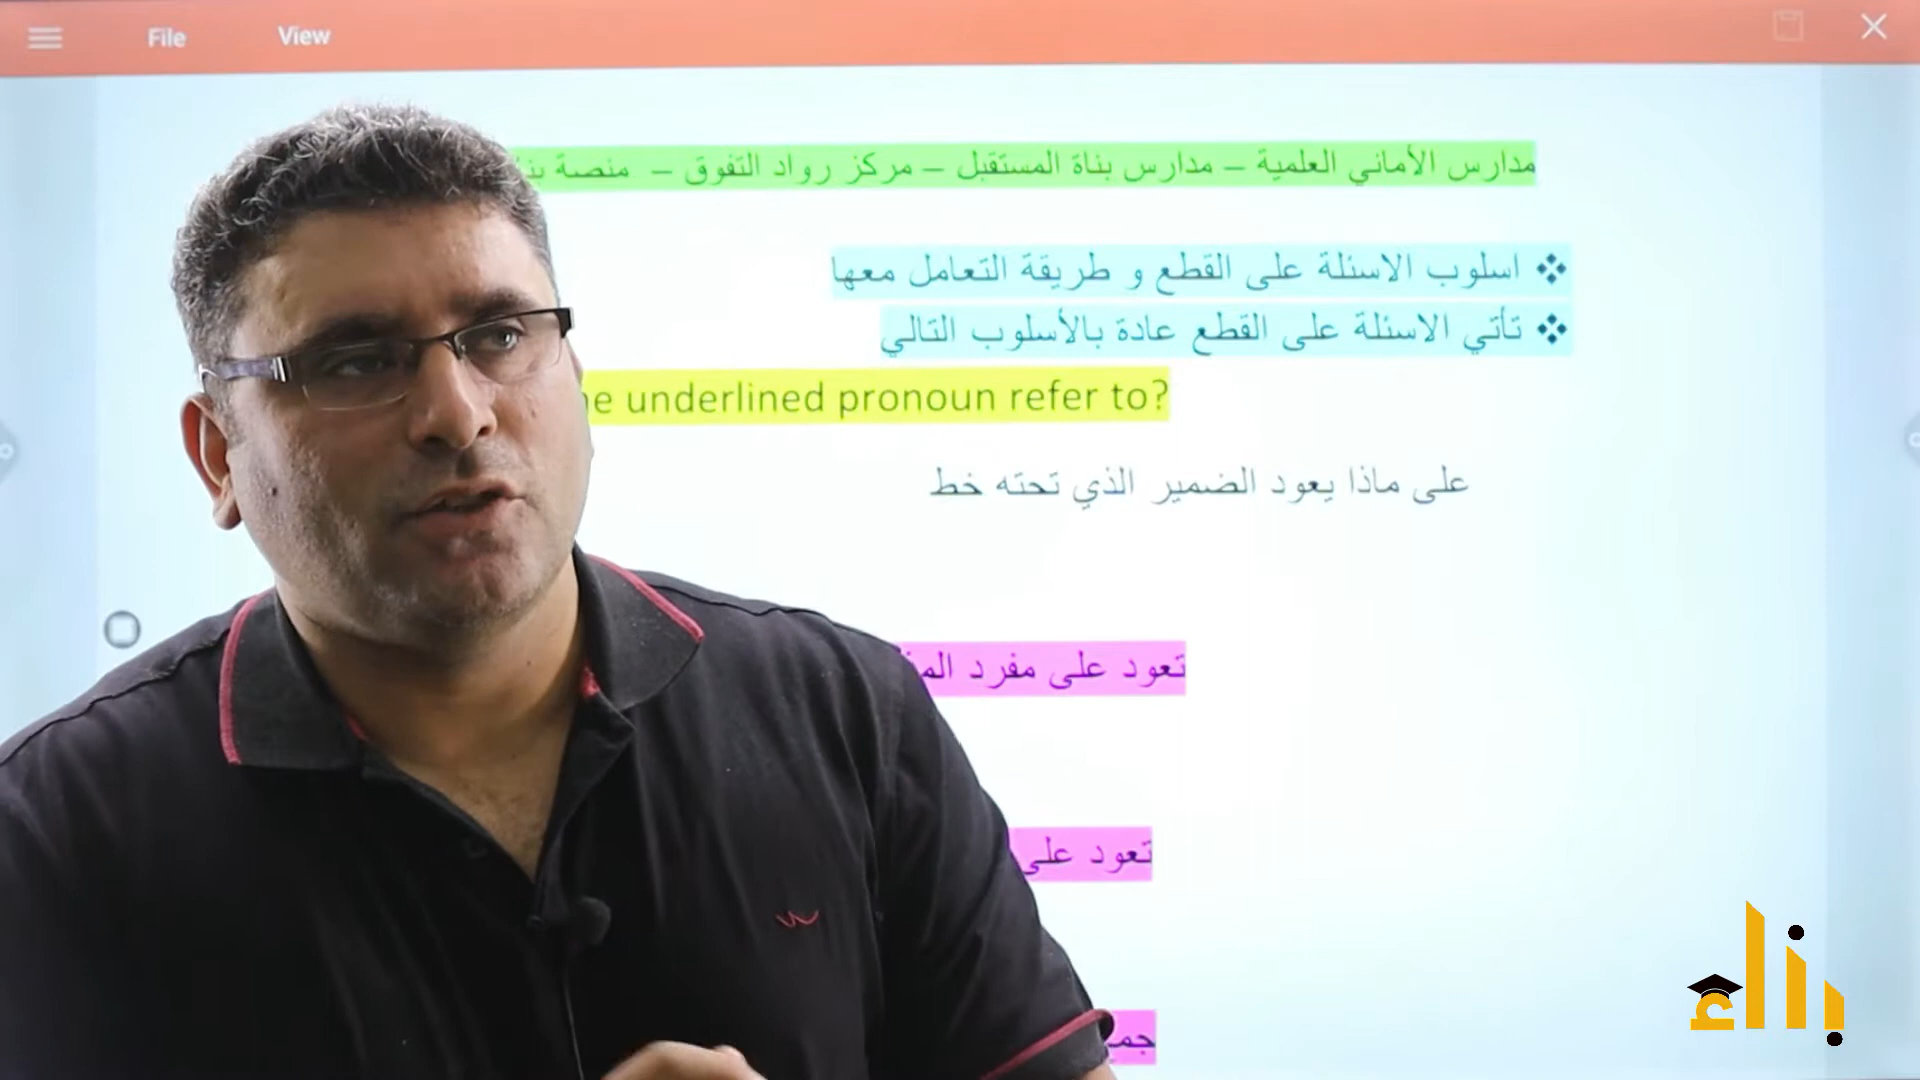 File
View
مدارس الأماني العلمية – مدارس بناة المستقبل – مركز رواد التفوق – منصة
اسلوب الاسئلة على القطع و طريقة التعامل معها
تأتي الاسئلة على القطع عادة بالأسلوب التالي
underlined pronoun refer to?
على ماذا يعود الضمير الذي تحته خط
تعود على مفرد
تعود على
بناء